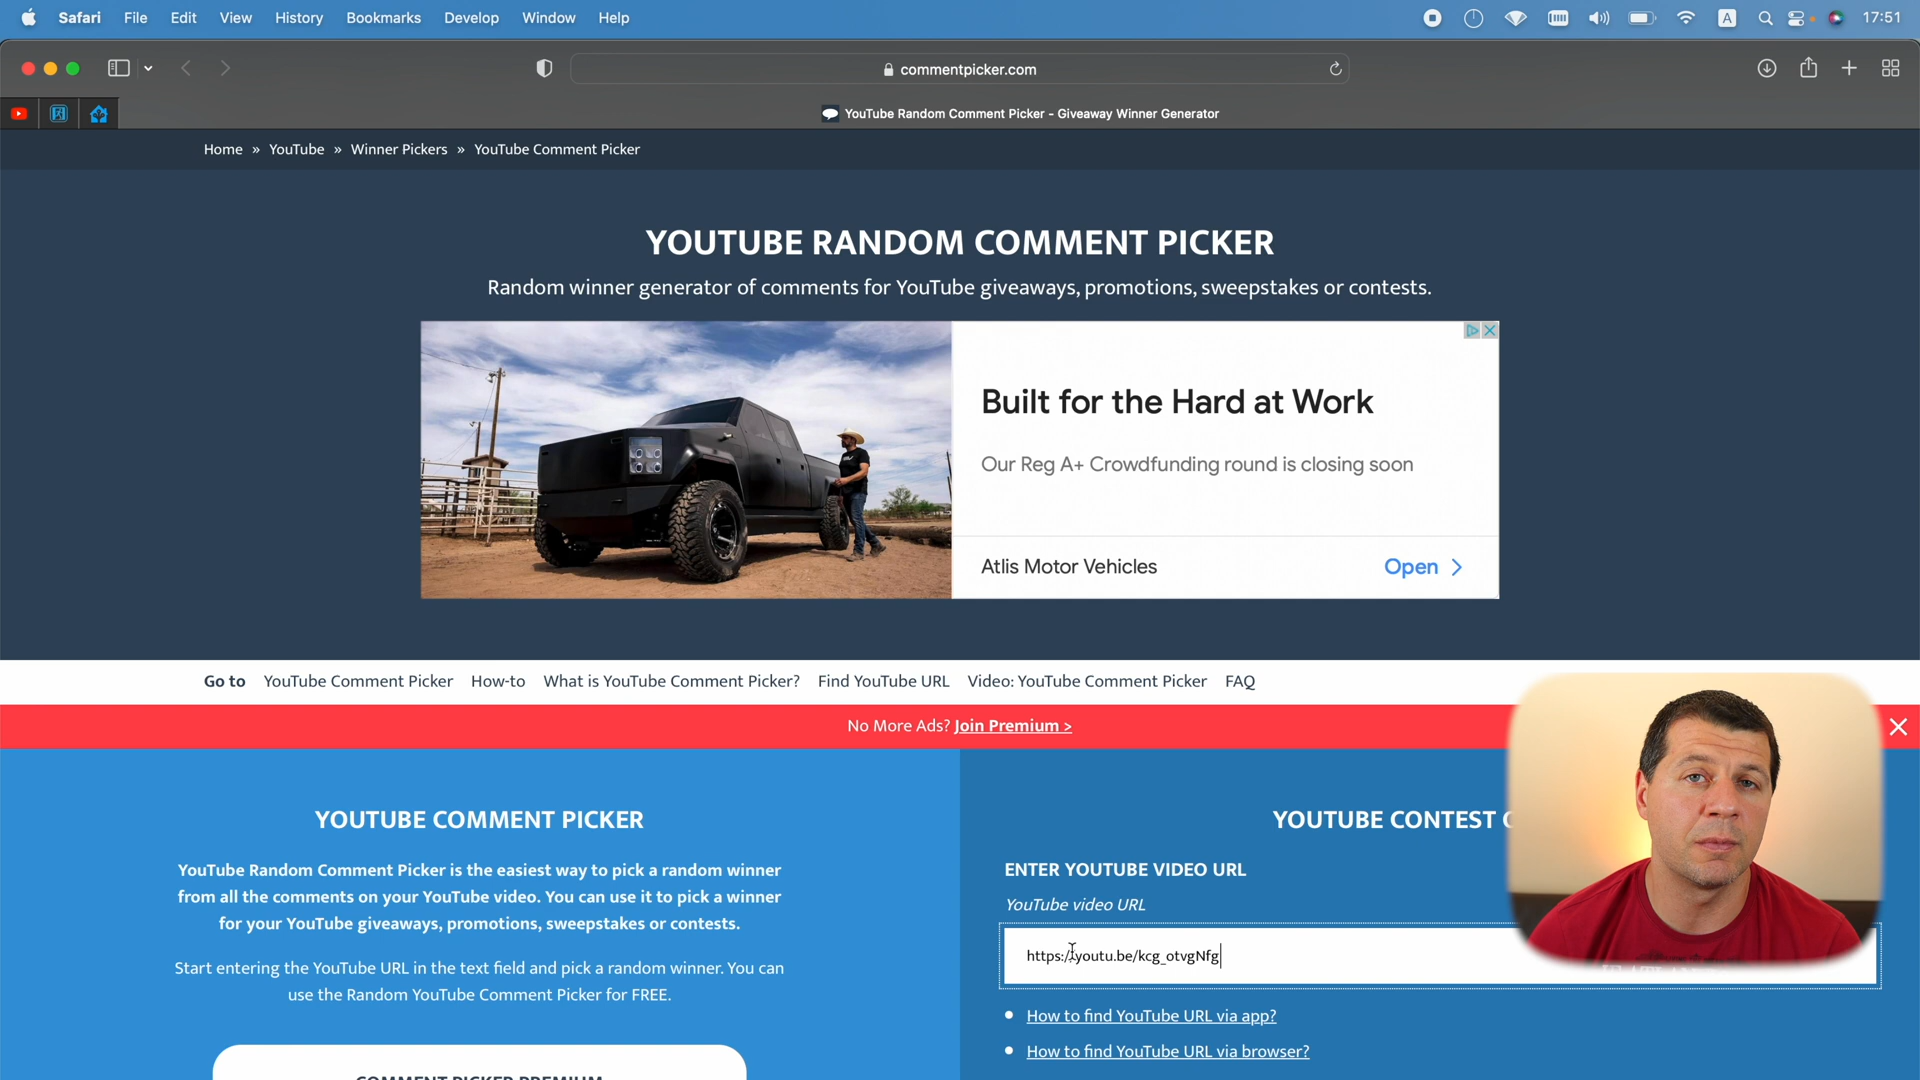 Safari File Edit View History Bookmarks Develop Window Help A 17:51
commentpicker.com
YouTube Random Comment Picker - Giveaway Winner Generator
Home » YouTube » Winner Pickers » YouTube Comment Picker
YOUTUBE RANDOM COMMENT PICKER
Random winner generator of comments for YouTube giveaways, promotions, sweepstakes or contests.
Built for the Hard at Work
Our Reg A+ Crowdfunding round is closing soon
Atlis Motor Vehicles Open
Go to YouTube Comment Picker How-to What is YouTube Comment Picker? Find YouTube URL Video: YouTube Comment Picker FAQ
No More Ads? Join Premium >
YOUTUBE COMMENT PICKER
YouTube Random Comment Picker is the easiest way to pick a random winner
from all the comments on your YouTube video. You can use it to pick a winner
for your YouTube giveaways, promotions, sweepstakes or contests.
Start entering the YouTube URL in the text field and pick a random winner. You can
use the Random YouTube Comment Picker for FREE.
COMMENT PICKER PREMIUM
YOUTUBE CONTEST
ENTER YOUTUBE VIDEO URL
YouTube video URL
https://youtu.be/kcg_otvgNfg
How to find YouTube URL via app?
How to find YouTube URL via browser?